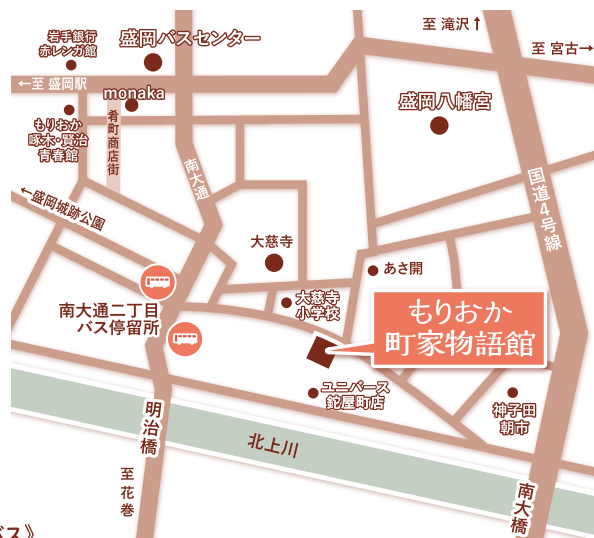 至 滝沢↑
岩手銀行
赤レンガ館
盛岡バスセンター
至 宮古→
←至 盛岡駅
monaka
盛岡八幡宮
もりおか
啄木・賢治
青春館
肴町商店街
南大通
国道4号線
←盛岡城跡公園
大慈寺
あさ開
大慈寺
小学校
南大通二丁目
バス停留所
もりおか
町家物語館
ユニバース
鉈屋町店
神子田
朝市
明治橋
北上川
至花巻
南大橋
バス》